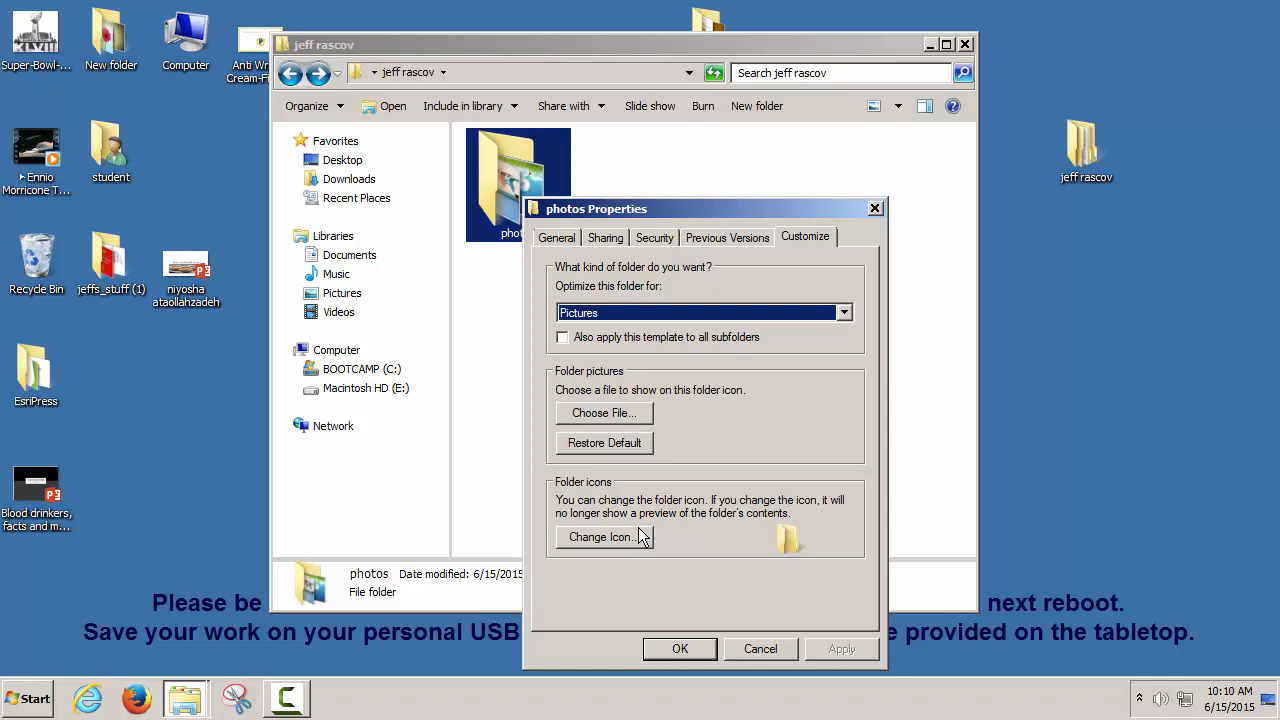 Super-Bowl-...
New folder
Computer
Anti Wr
Cream-Fi
Ennio
Morricone T...
student
Recycle Bin
jeffs_stuff (1)
niyosha
ataollahzadeh
EsriPress
Blood drinkers,
facts and m...
jeff rascov
jeff rascov
jeff rascov
Search jeff rascov
Organize
Open
Include in library
Share with
Slide show
Burn
New folder
Favorites
Desktop
Downloads
Recent Places
Libraries
Documents
Music
Pictures
Videos
Computer
BOOTCAMP (C:)
Macintosh HD (E:)
Network
phot
photos Date modified: 6/15/2015
File folder
photos Properties
General
Sharing
Security
Previous Versions
Customize
What kind of folder do you want?
Optimize this folder for:
Pictures
Also apply this template to all subfolders
Folder pictures
Choose a file to show on this folder icon.
Choose File...
Restore Default
Folder icons
You can change the folder icon. If you change the icon, it will
no longer show a preview of the folder's contents.
Change Icon...
OK
Cancel
Apply
Please be next reboot.
Save your work on your personal USB e provided on the tabletop.
Start
10:10 AM
6/15/2015